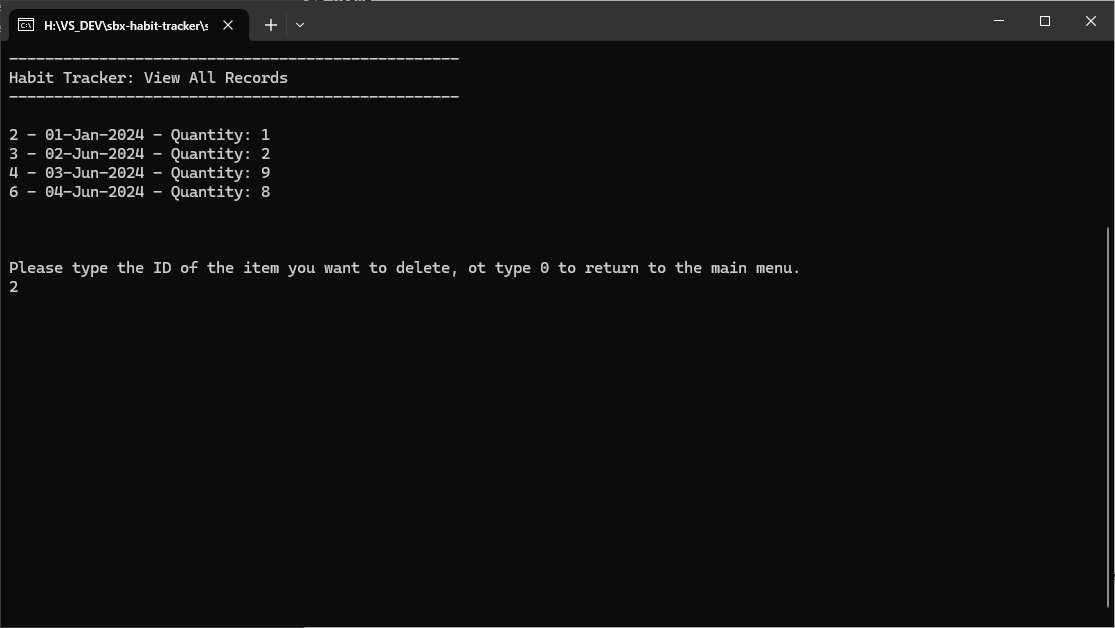 H:\VS_DEV\sbx-habit-tracker\s
Habit Tracker: View All Records
2 - 01-Jan-2024 - Quantity: 1
3 - 02-Jun-2024 - Quantity: 2
4 - 03-Jun-2024 - Quantity: 9
6 - 04-Jun-2024 - Quantity: 8
Please type the ID of the item you want to delete, ot type 0 to return to the main menu.
2